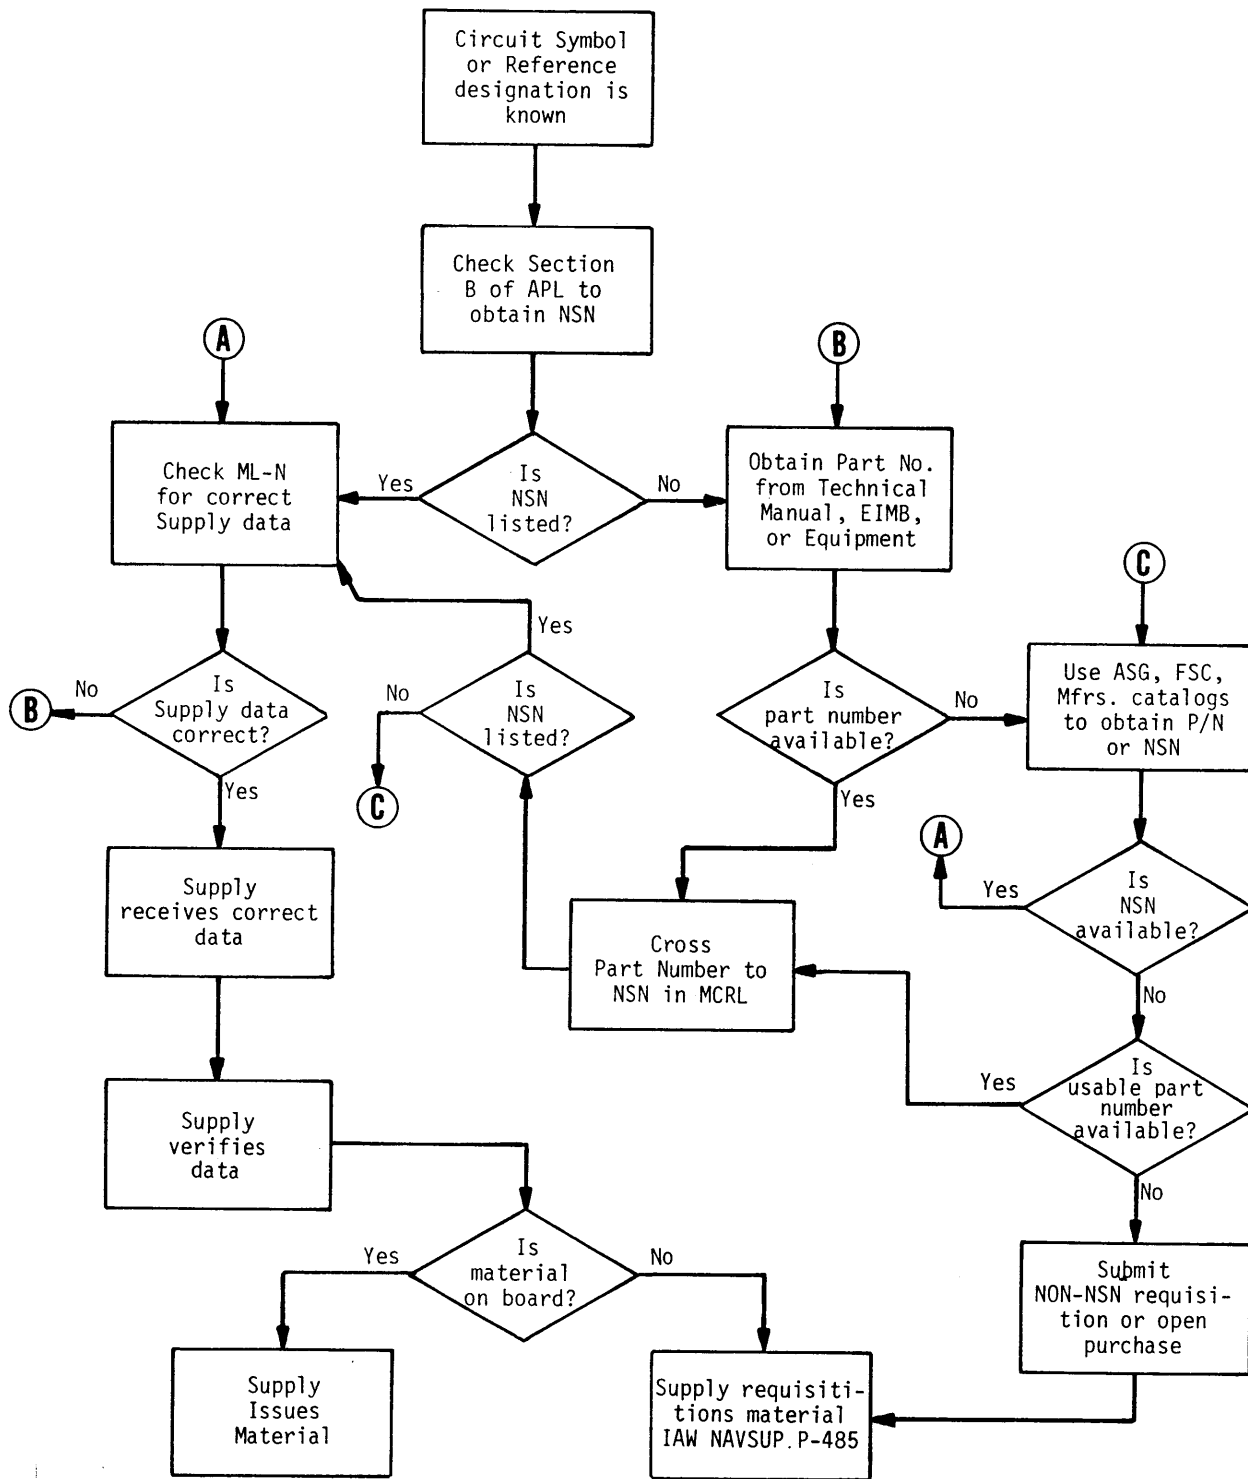 Circuit Symbol
or Reference
designation is
known
Check Section
B of APL to
obtain NSN
A
B
Check ML-N
for correct
Supply data
Yes
Is
NSN
listed?
No
Obtain Part No.
from Technical
Manual, EIMB,
or Equipment
C
Yes
No
Is
Supply data
correct?
B
Yes
No
Is
NSN
listed?
C
Is
part number
available?
No
Yes
Use ASG, FSC,
Mfrs. catalogs
to obtain P/N
or NSN
A
Yes
Is
NSN
available?
No
Supply
receives correct
data
Cross
Part Number to
NSN in MCRL
Yes
Is
usable part
number
available?
No
Supply
verifies
data
Yes
Is
material
on board?
No
Submit
NON-NSN requisi-
tion or open
purchase
Supply
Issues
Material
Supply requisiti-
tions material
IAW NAVSUP.P-485